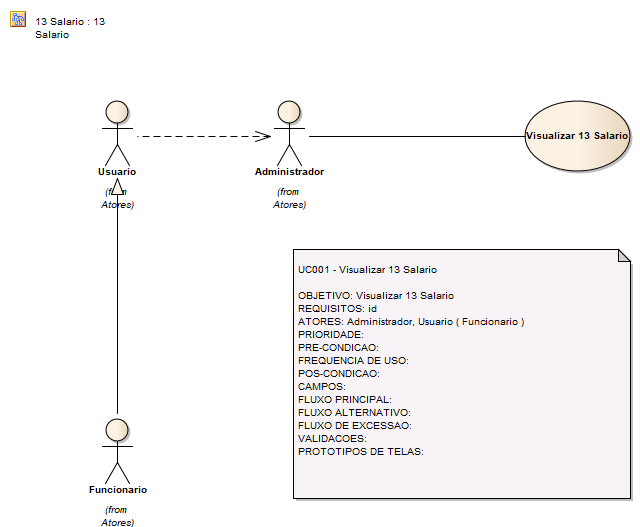 13 Salario : 13
Salario
Usuario
(from
Atores)
Administrador
(from
Atores)
Visualizar 13 Salario
UC001 - Visualizar 13 Salario
OBJETIVO: Visualizar 13 Salario
REQUISITOS: id
ATORES: Administrador, Usuario ( Funcionario )
PRIORIDADE:
PRE-CONDICAO:
FREQUENCIA DE USO:
POS-CONDICAO:
CAMPOS:
FLUXO PRINCIPAL:
FLUXO ALTERNATIVO:
FLUXO DE EXCESSAO:
VALIDACOES:
PROTOTIPOS DE TELAS:
Funcionario
(from
Atores)